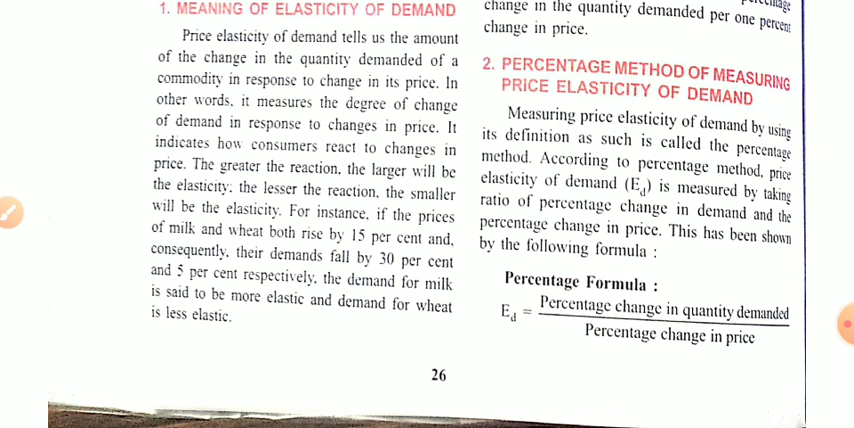 1. MEANING OF ELASTICITY OF DEMAND
Price elasticity of demand tells us the amount
of the change in the quantity demanded of a
commodity in response to change in its price. In
other words, it measures the degree of change
of demand in response to changes in price. It
indicates how consumers react to changes in
price. The greater the reaction, the larger will be
the elasticity; the lesser the reaction, the smaller
will be the elasticity. For instance, if the prices
of milk and wheat both rise by 15 per cent and,
consequently, their demands fall by 30 per cent
and 5 per cent respectively, the demand for milk
is said to be more elastic and demand for wheat
is less elastic.
change in the quantity demanded per one percent
change in price.
2. PERCENTAGE METHOD OF MEASURING
PRICE ELASTICITY OF DEMAND
Measuring price elasticity of demand by using
its definition as such is called the percentage
method. According to percentage method, price
elasticity of demand (E_d) is measured by taking
ratio of percentage change in demand and the
percentage change in price. This has been shown
by the following formula :
Percentage Formula :
E_d = Percentage change in quantity demanded
Percentage change in price
26